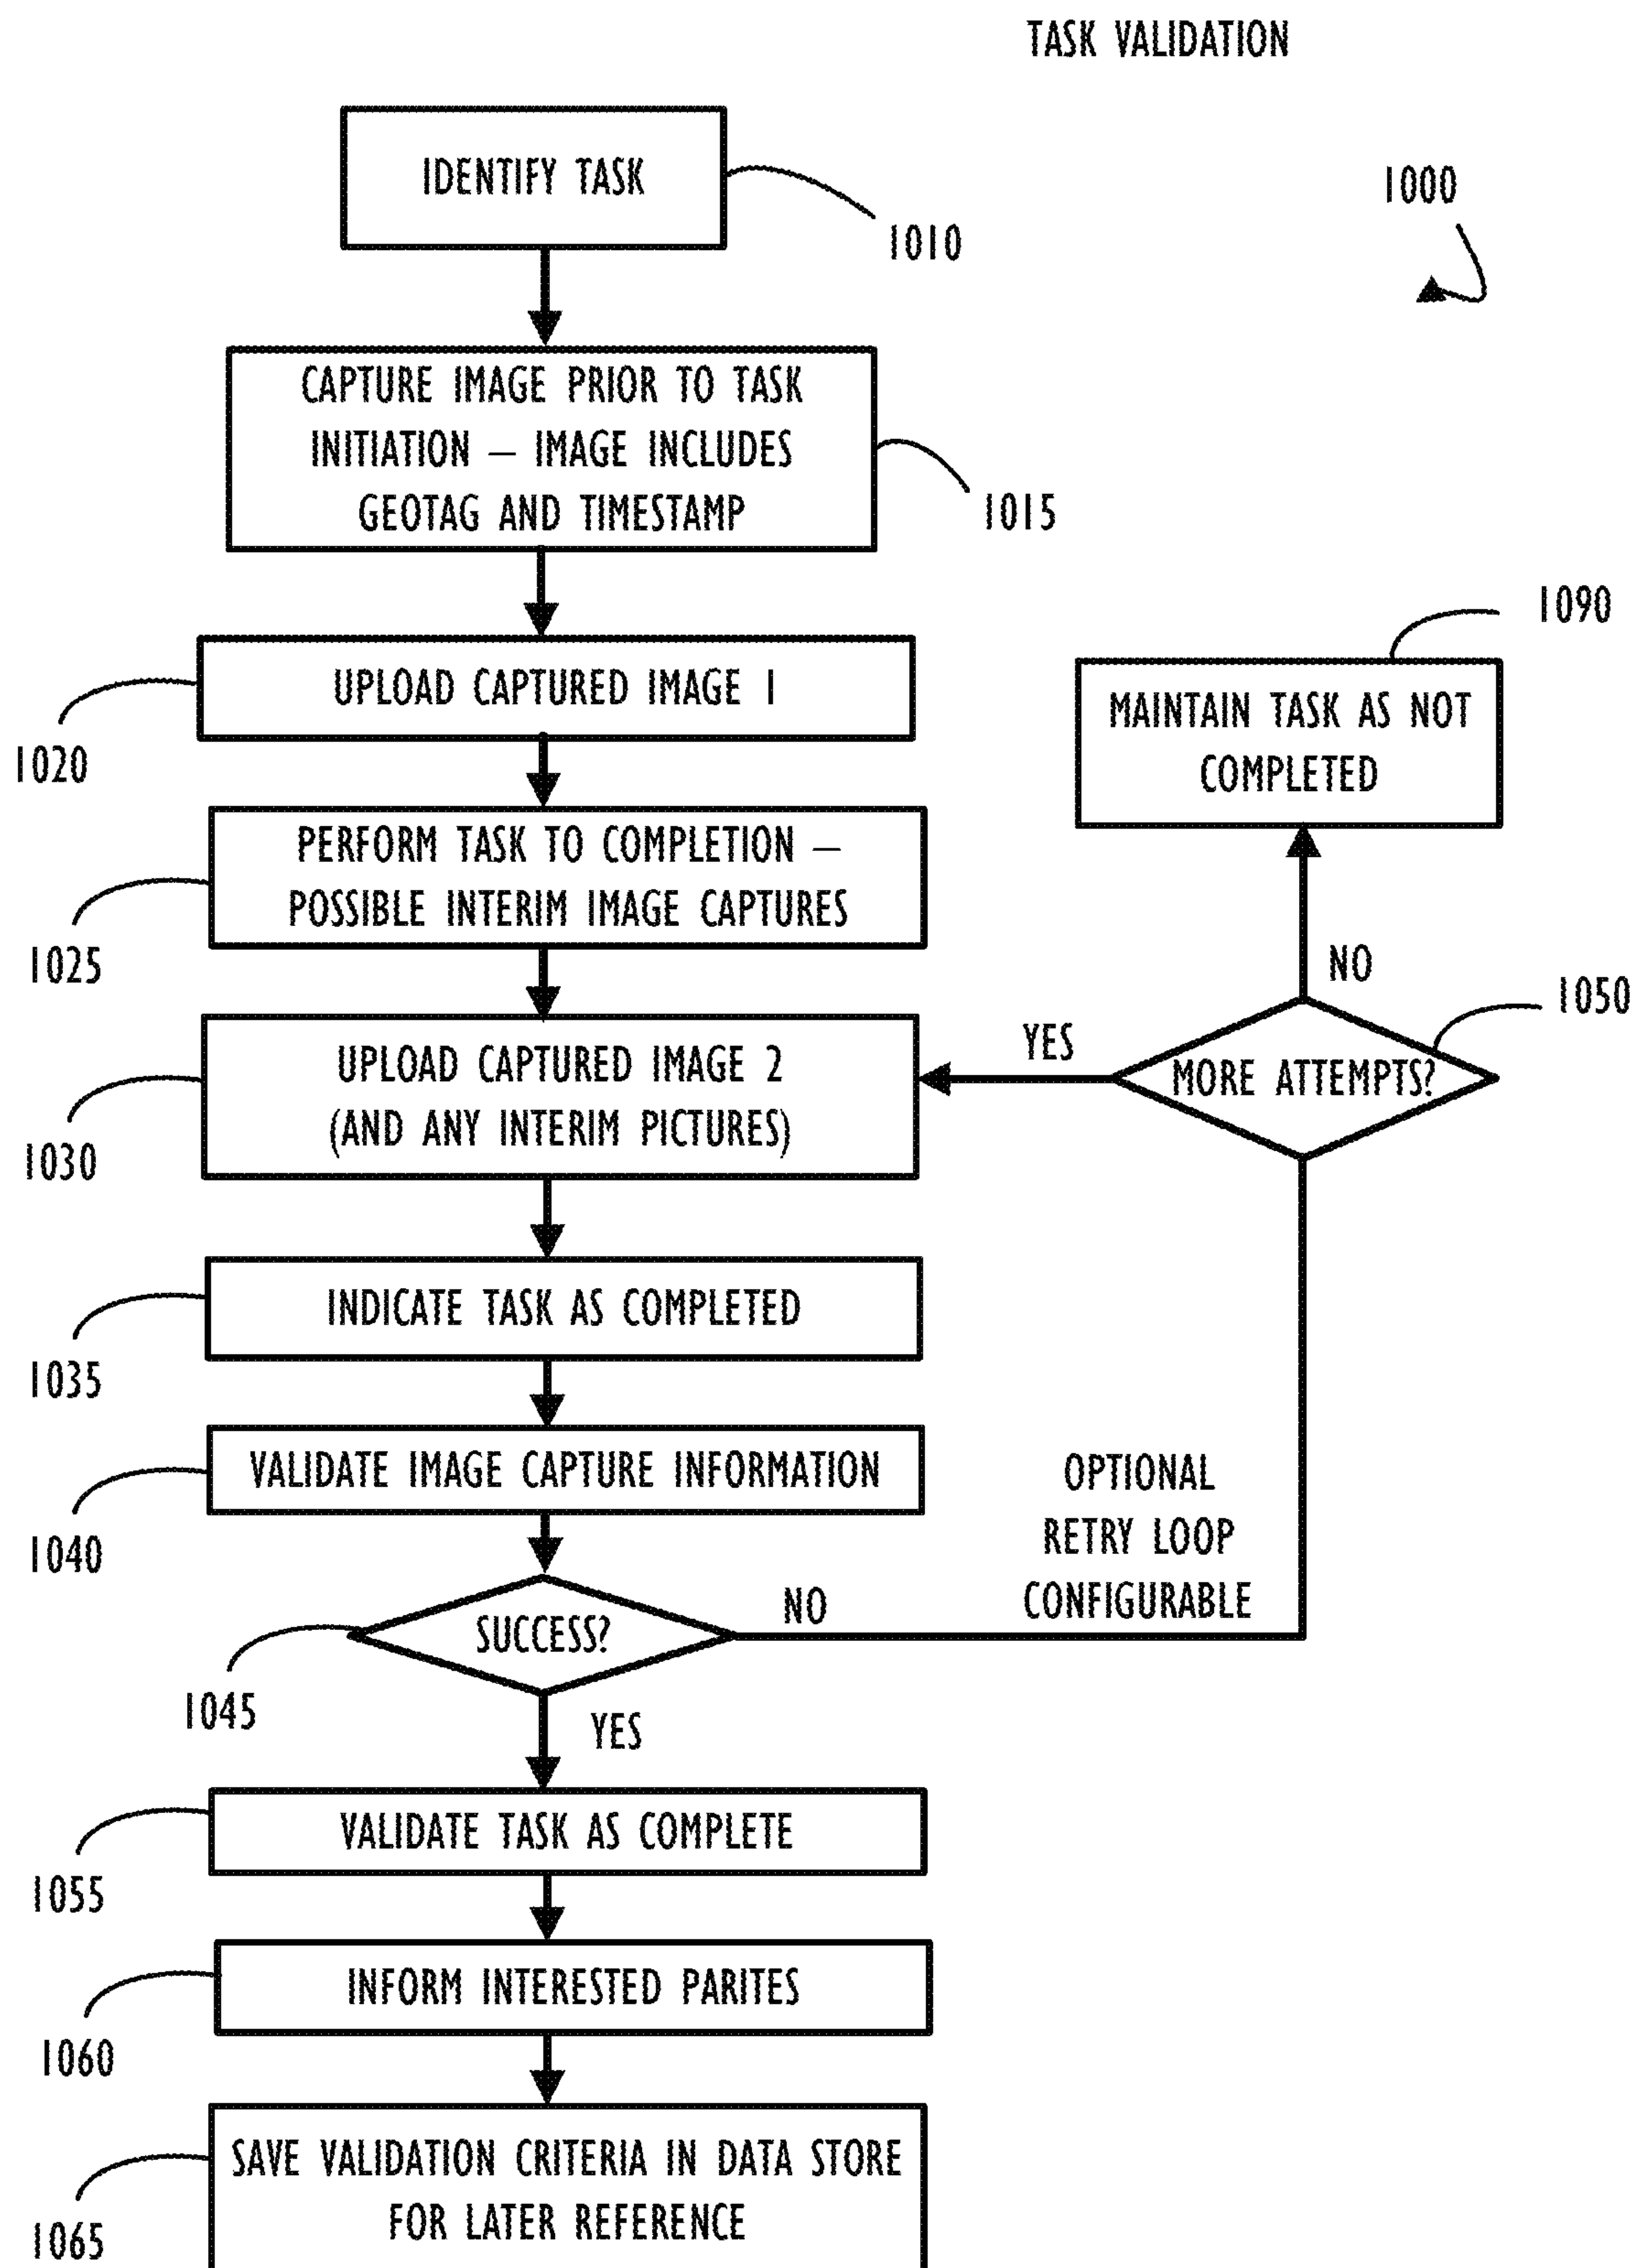 TASK VALIDATION
IDENTIFY TASK
1010
1000
CAPTURE IMAGE PRIOR TO TASK
INITIATION – IMAGE INCLUDES
GEOTAG AND TIMESTAMP
1015
UPLOAD CAPTURED IMAGE 1
1020
PERFORM TASK TO COMPLETION –
POSSIBLE INTERIM IMAGE CAPTURES
1025
UPLOAD CAPTURED IMAGE 2
(AND ANY INTERIM PICTURES)
1030
1090
MAINTAIN TASK AS NOT
COMPLETED
NO
1050
YES
MORE ATTEMPTS?
INDICATE TASK AS COMPLETED
1035
VALIDATE IMAGE CAPTURE INFORMATION
1040
OPTIONAL
RETRY LOOP
CONFIGURABLE
SUCCESS?
NO
1045
YES
VALIDATE TASK AS COMPLETE
1055
INFORM INTERESTED PARITES
1060
SAVE VALIDATION CRITERIA IN DATA STORE
FOR LATER REFERENCE
1065